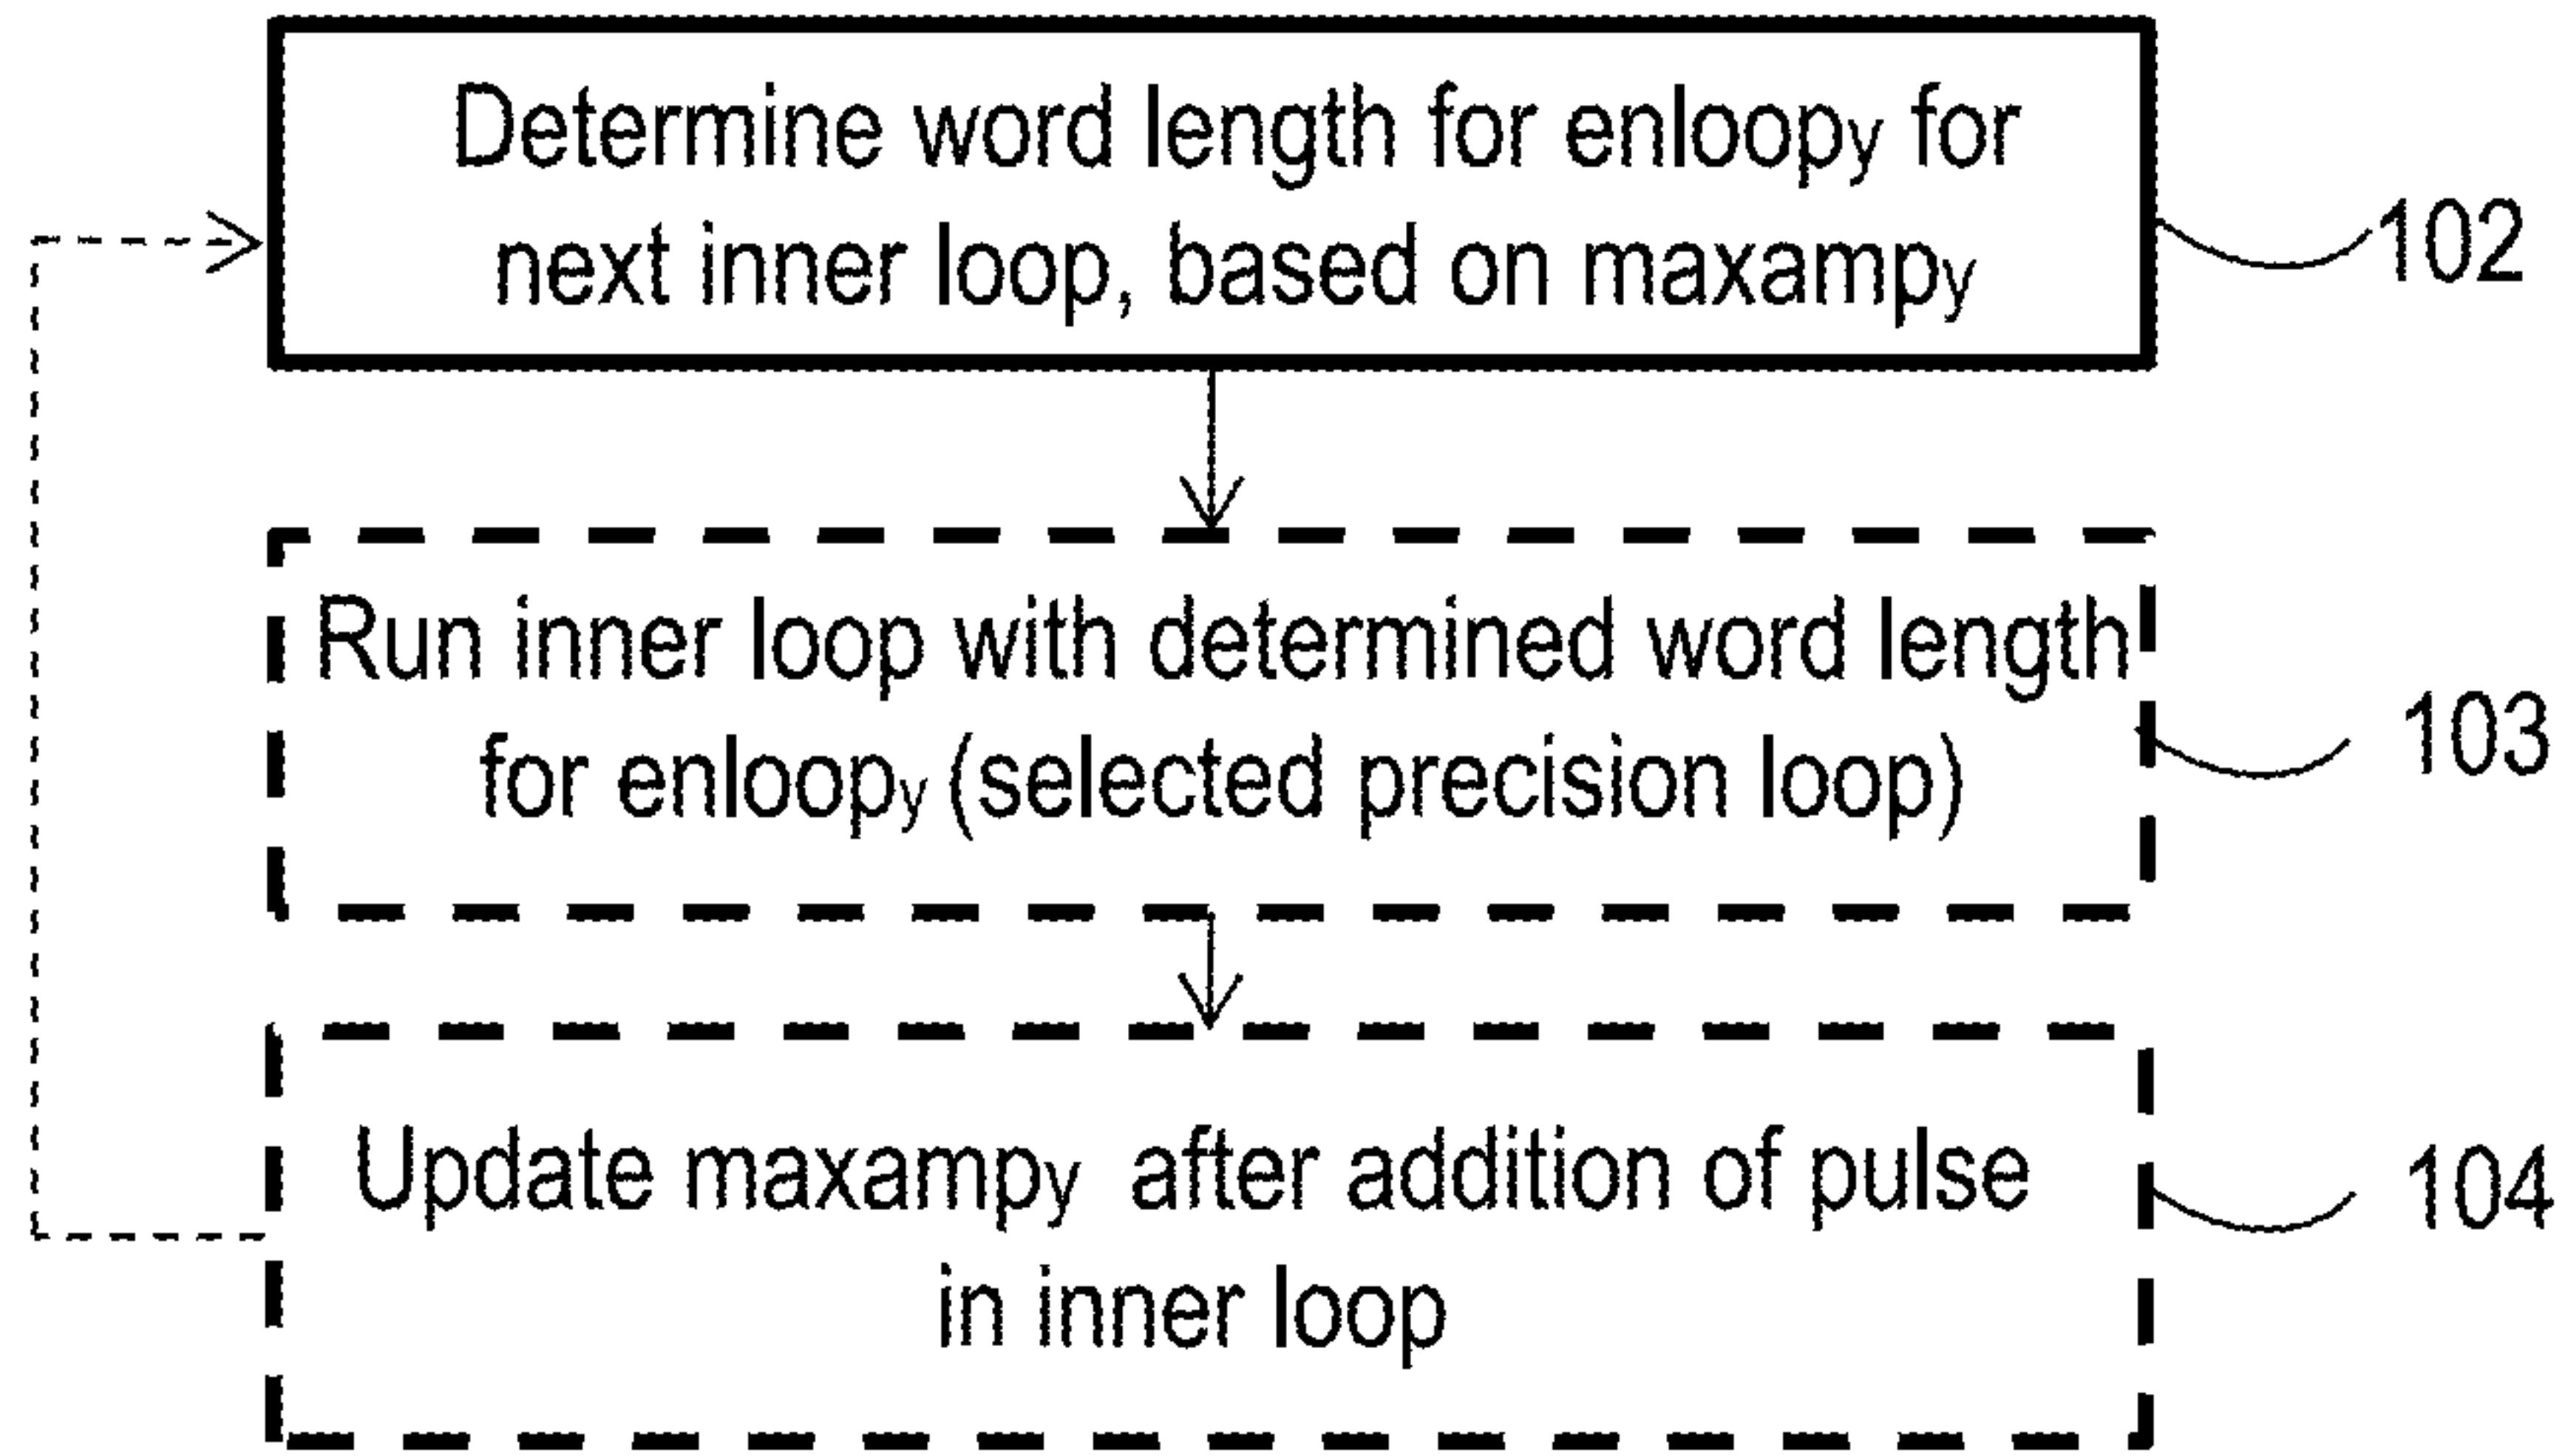 Determine word length for enloopy for
next inner loop, based on maxampy
102
Run inner loop with determined word length
for enloopy (selected precision loop)
103
Update maxampy after addition of pulse
in inner loop
104